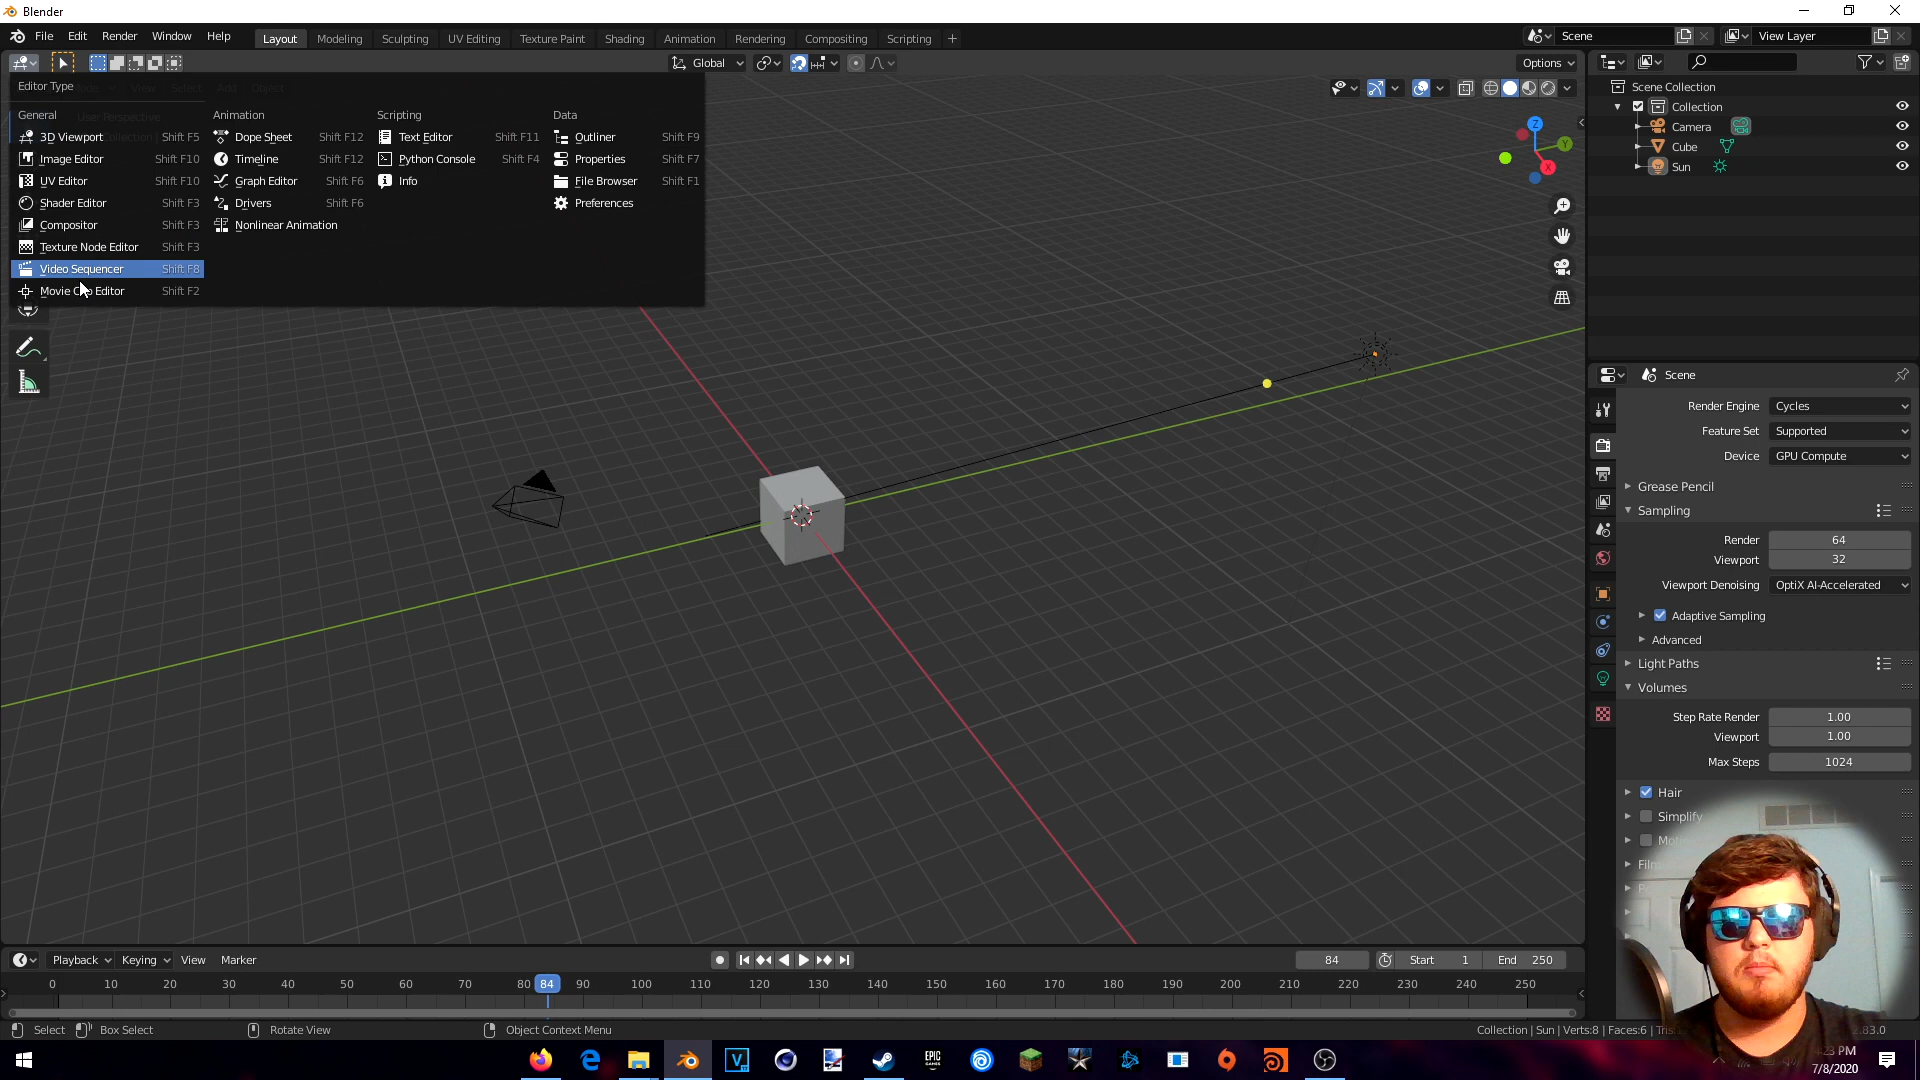 Blender
File Edit Render Window Help Layout Modeling Sculpting UV Editing Texture Paint Shading Animation Rendering Compositing Scripting + Scene View Layer
Global Options
Editor Type
General Animation Scripting Data
3D Viewport Shift F5 Dope Sheet Shift F12 Text Editor Shift F11 Outliner Shift F9
Image Editor Shift F10 Timeline Shift F12 Python Console Shift F4 Properties Shift F7
UV Editor Shift F10 Graph Editor Shift F6 Info File Browser Shift F1
Shader Editor Shift F3 Drivers Shift F6 Preferences
Compositor Shift F3 Nonlinear Animation
Texture Node Editor Shift F3
Video Sequencer Shift F8
Movie Editor Shift F2
Z
Y
X
Scene Collection
Collection
Camera
Cube
Sun
Scene
Render Engine Cycles
Feature Set Supported
Device GPU Compute
Grease Pencil
Sampling
Render 64
Viewport 32
Viewport Denoising OptiX AI-Accelerated
Adaptive Sampling
Advanced
Light Paths
Volumes
Step Rate Render 1.00
Viewport 1.00
Max Steps 1024
Hair
Simplify
Playback Keying View Marker 84 Start 1 End 250
0 10 20 30 40 50 60 70 80 84 90 100 110 120 130 140 150 160 170 180 190 200 210 220 230 240 250
Select Box Select Rotate View Object Context Menu Collection | Sun | Verts:8 | Faces:6 | 2.83.0
V EPIC GAMES
PM
7/8/2020